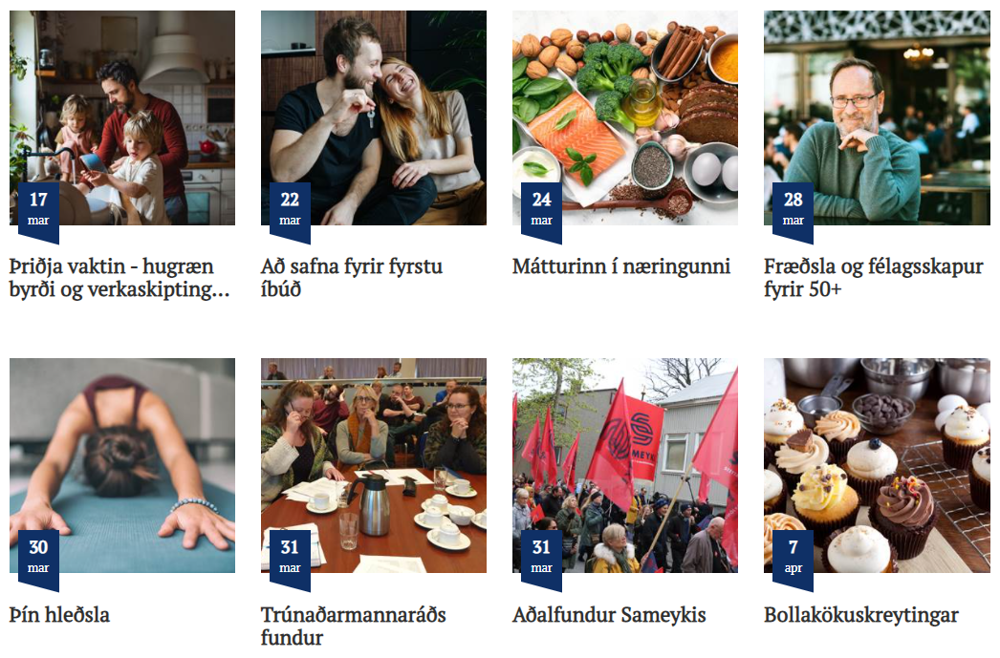 17
mar
Þriðja vaktin - hugræn
byrði og verkaskipting...
22
mar
Að safna fyrir fyrstu
íbúð
24
mar
Mátturinn í næringunni
28
mar
Fræðsla og félagsskapur
fyrir 50+
30
mar
Þín hleðsla
31
mar
Trúnaðarmannaráðs
fundur
MEYK
31
mar
Aðalfundur Sameykis
7
apr
Bollakökuskreytingar